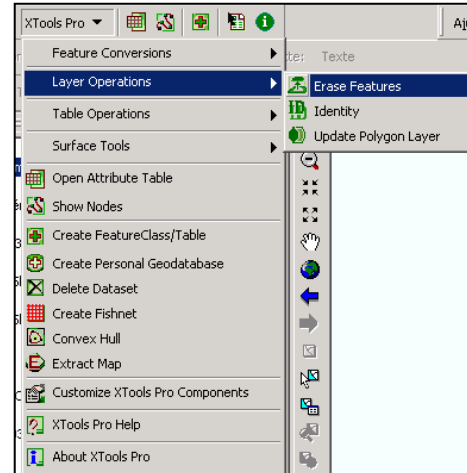 XTools Pro
Aj
Feature Conversions
te: Texte
Layer Operations
Erase Features
Table Operations
Identity
Update Polygon Layer
Surface Tools
Open Attribute Table
Show Nodes
Create FeatureClass/Table
Create Personal Geodatabase
Delete Dataset
Create Fishnet
Convex Hull
Extract Map
Customize XTools Pro Components
XTools Pro Help
About XTools Pro